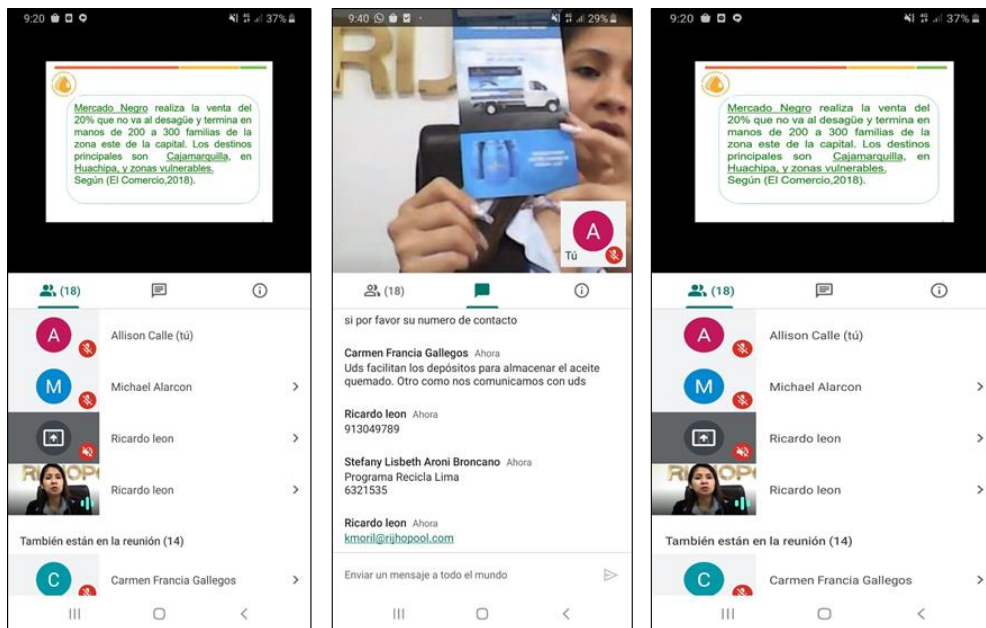 9:20
37%
Mercado Negro realiza la venta del
20% que no va al desagüe y termina en
manos de 200 a 300 familias de la
zona este de la capital. Los destinos
principales son Cajamarquilla, en
Huachipa, y zonas vulnerables.
Según (El Comercio,2018).
(18)
A
Allison Calle (tú)
M
Michael Alarcon
Ricardo leon
Ricardo leon
También están en la reunión (14)
C
Carmen Francia Gallegos
9:40
29%
RIJ
A
Tú
(18)
si por favor su numero de contacto
Carmen Francia Gallegos Ahora
Uds facilitan los depósitos para almacenar el aceite
quemado. Otro como nos comunicamos con uds
Ricardo leon Ahora
913049789
Stefany Lisbeth Aroni Broncano Ahora
Programa Recicla Lima
6321535
Ricardo leon Ahora
kmoril@rijhopool.com
Enviar un mensaje a todo el mundo
9:20
37%
Mercado Negro realiza la venta del
20% que no va al desagüe y termina en
manos de 200 a 300 familias de la
zona este de la capital. Los destinos
principales son Cajamarquilla, en
Huachipa, y zonas vulnerables.
Según (El Comercio,2018).
(18)
A
Allison Calle (tú)
M
Michael Alarcon
Ricardo leon
Ricardo leon
También están en la reunión (14)
C
Carmen Francia Gallegos